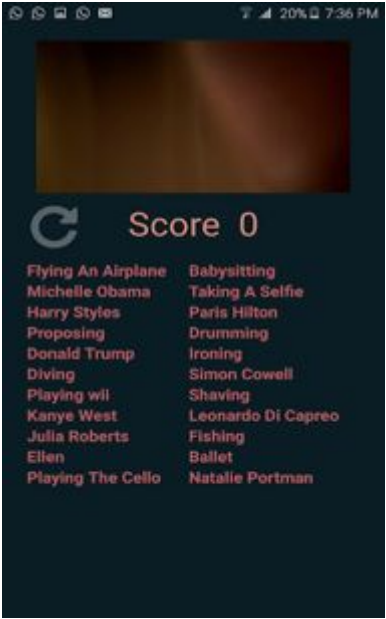 20% 7:36 PM
Score 0
Flying An Airplane Babysitting
Michelle Obama Taking A Selfie
Harry Styles Paris Hilton
Proposing Drumming
Donald Trump Ironing
Diving Simon Cowell
Playing wii Shaving
Kanye West Leonardo Di Capreo
Julia Roberts Fishing
Ellen Ballet
Playing The Cello Natalie Portman